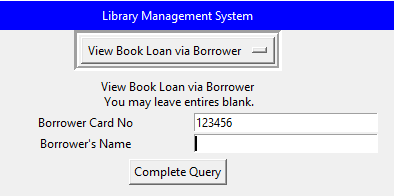 Library Management System
View Book Loan via Borrower
View Book Loan via Borrower
You may leave entires blank.
Borrower Card No 123456
Borrower's Name
Complete Query